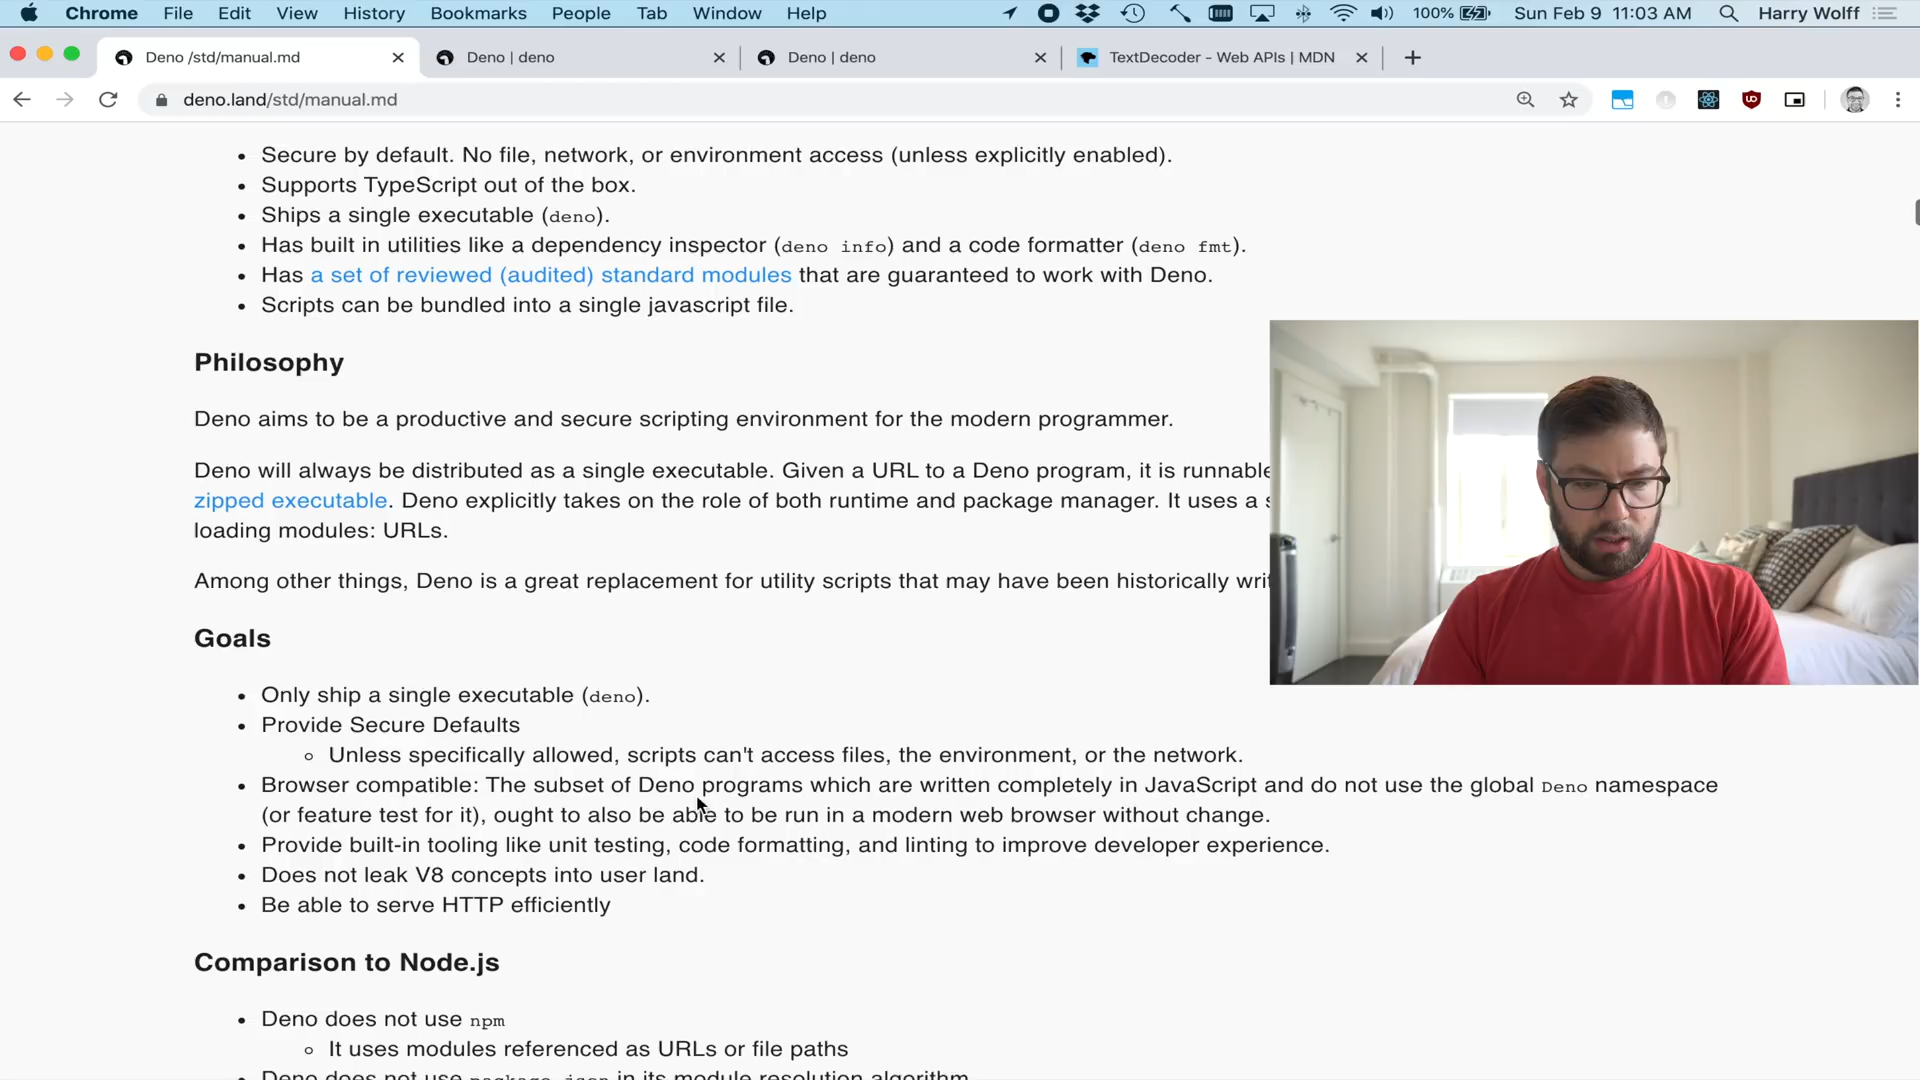 Chrome File Edit View History Bookmarks People Tab Window Help 100% Sun Feb 9 11:03 AM Harry Wolff
Deno /std/manual.md Deno | deno Deno | deno TextDecoder - Web APIs | MDN
deno.land/std/manual.md
• Secure by default. No file, network, or environment access (unless explicitly enabled).
• Supports TypeScript out of the box.
• Ships a single executable (deno).
• Has built in utilities like a dependency inspector (deno info) and a code formatter (deno fmt).
• Has a set of reviewed (audited) standard modules that are guaranteed to work with Deno.
• Scripts can be bundled into a single javascript file.
Philosophy
Deno aims to be a productive and secure scripting environment for the modern programmer.
Deno will always be distributed as a single executable. Given a URL to a Deno program, it is runnable
zipped executable. Deno explicitly takes on the role of both runtime and package manager. It uses a s
loading modules: URLs.
Among other things, Deno is a great replacement for utility scripts that may have been historically writ
Goals
• Only ship a single executable (deno).
• Provide Secure Defaults
◦ Unless specifically allowed, scripts can't access files, the environment, or the network.
• Browser compatible: The subset of Deno programs which are written completely in JavaScript and do not use the global Deno namespace
(or feature test for it), ought to also be able to be run in a modern web browser without change.
• Provide built-in tooling like unit testing, code formatting, and linting to improve developer experience.
• Does not leak V8 concepts into user land.
• Be able to serve HTTP efficiently
Comparison to Node.js
• Deno does not use npm
◦ It uses modules referenced as URLs or file paths
• Deno does not use package.json in its module resolution algorithm